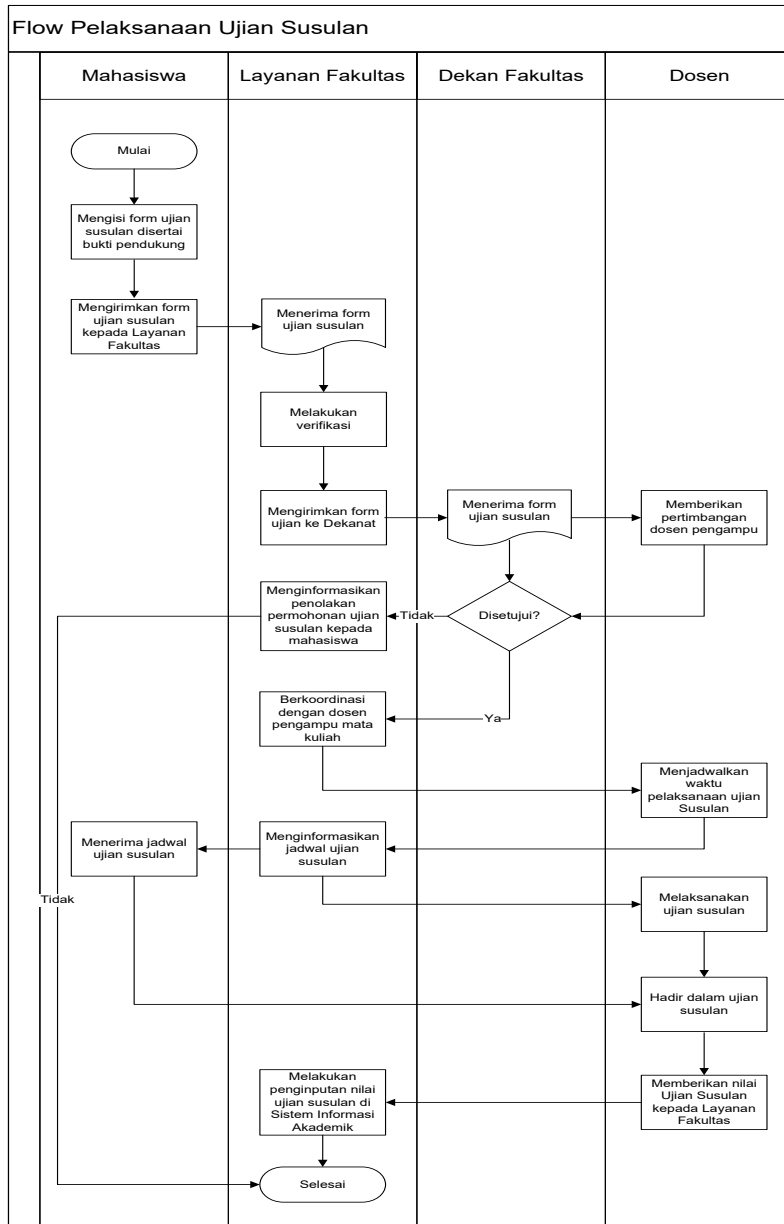 Flow Pelaksanaan Ujian Susulan
Mahasiswa
Layanan Fakultas
Dekan Fakultas
Dosen
Mulai
Mengisi form ujian
susulan disertai
bukti pendukung
Mengirimkan form
ujian susulan
kepada Layanan
Fakultas
Menerima form
ujian susulan
Melakukan
verifikasi
Mengirimkan form
ujian ke Dekanat
Menerima form
ujian susulan
Memberikan
pertimbangan
dosen pengampu
Menginformasikan
penolakan
permohonan ujian
susulan kepada
mahasiswa
Tidak
Disetujui?
Berkoordinasi
dengan dosen
pengampu mata
kuliah
Ya
Menjadwalkan
waktu
pelaksanaan ujian
Susulan
Menerima jadwal
ujian susulan
Menginformasikan
jadwal ujian
susulan
Tidak
Melaksanakan
ujian susulan
Hadir dalam ujian
susulan
Melakukan
penginputan nilai
ujian susulan di
Sistem Informasi
Akademik
Memberikan nilai
Ujian Susulan
kepada Layanan
Fakultas
Selesai